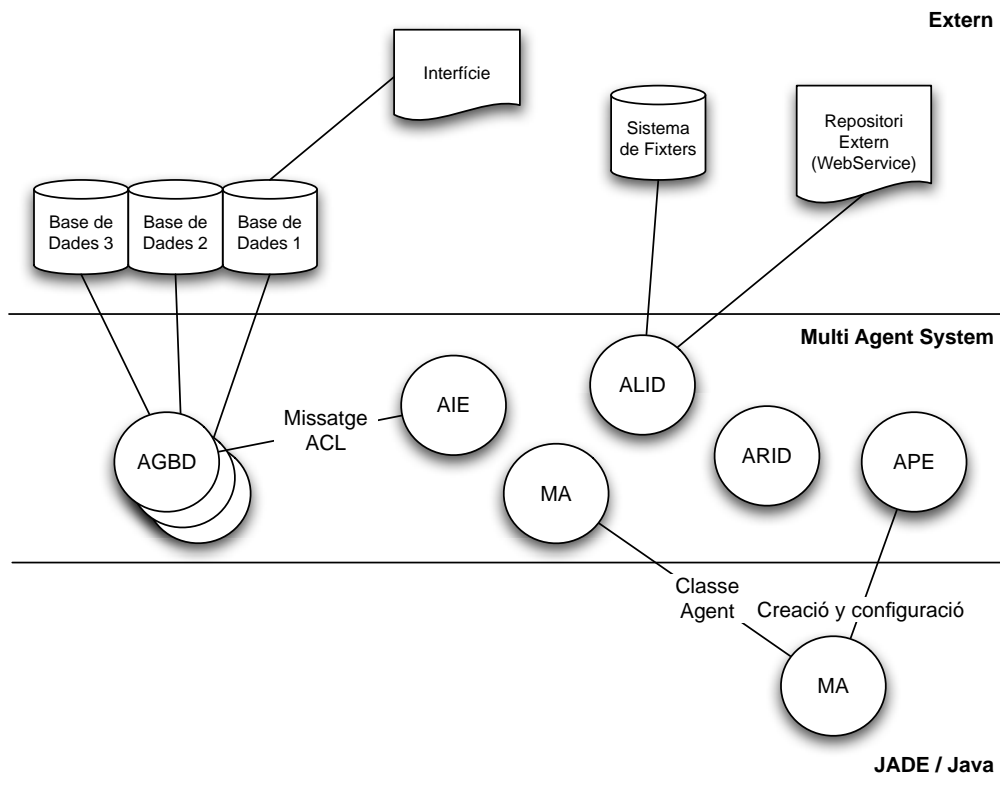 Extern
Interfície
Sistema
de Fixters
Repositori
Extern
(WebService)
Base de
Dades 3
Base de
Dades 2
Base de
Dades 1
Multi Agent System
ALID
AIE
Missatge
ACL
AGBD
MA
ARID
APE
Classe
Agent
Creació y configuració
MA
JADE / Java